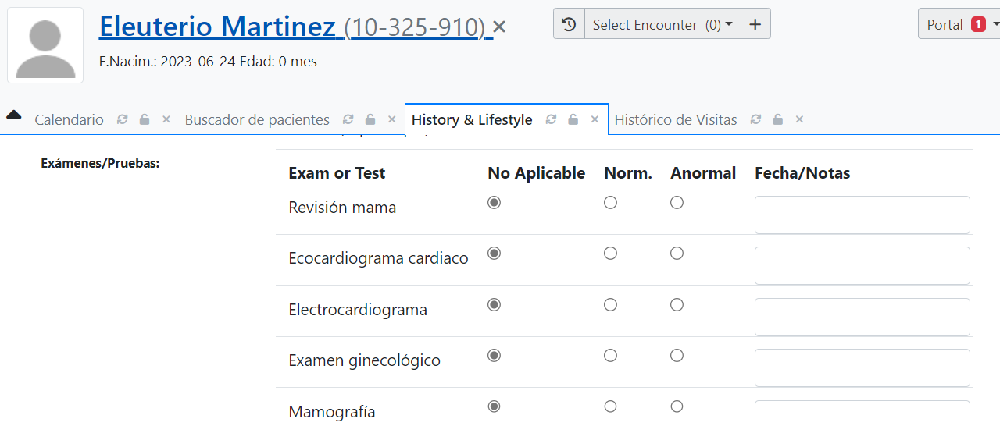 Eleuterio Martinez (10-325-910)
Select Encounter (0)
Portal 1
F.Nacim.: 2023-06-24 Edad: 0 mes
Calendario Buscador de pacientes History & Lifestyle Histórico de Visitas
Exámenes/Pruebas:
Exam or Test No Aplicable Norm. Anormal Fecha/Notas
Revisión mama
Ecocardiograma cardiaco
Electrocardiograma
Examen ginecológico
Mamografía